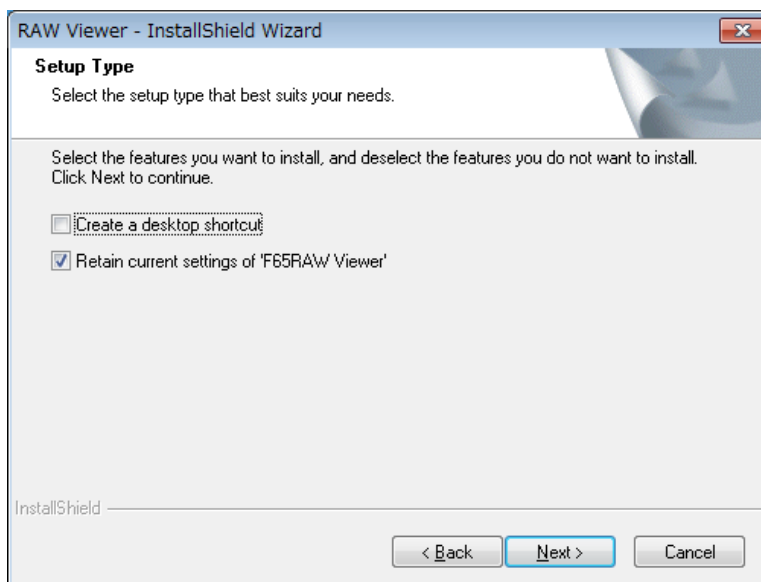 RAW Viewer - InstallShield Wizard
Setup Type
Select the setup type that best suits your needs.
Select the features you want to install, and deselect the features you do not want to install.
Click Next to continue.
Create a desktop shortcut
Retain current settings of 'F65RAW Viewer'
InstallShield
< Back Next > Cancel